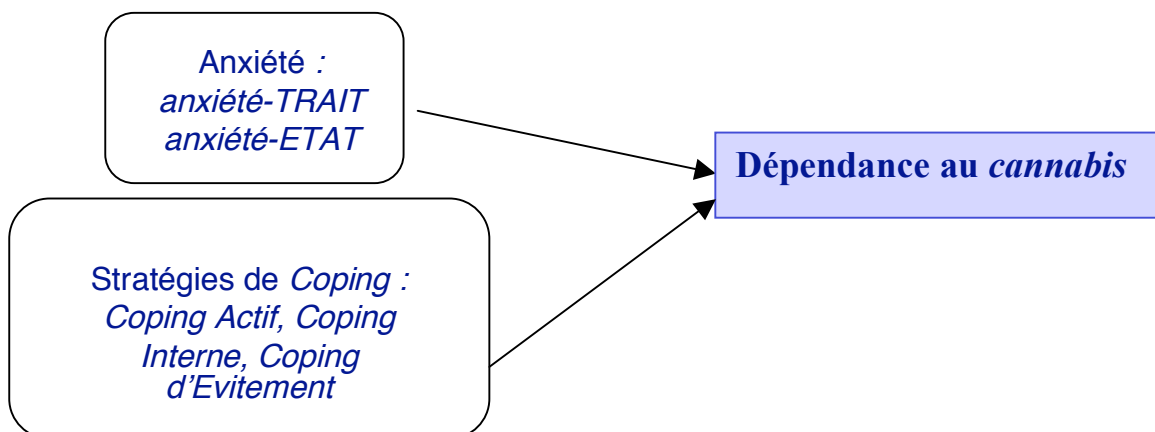 Anxiété :
anxiété-TRAIT
anxiété-ETAT
Dépendance au cannabis
Stratégies de Coping :
Coping Actif, Coping
Interne, Coping
d’Evitement